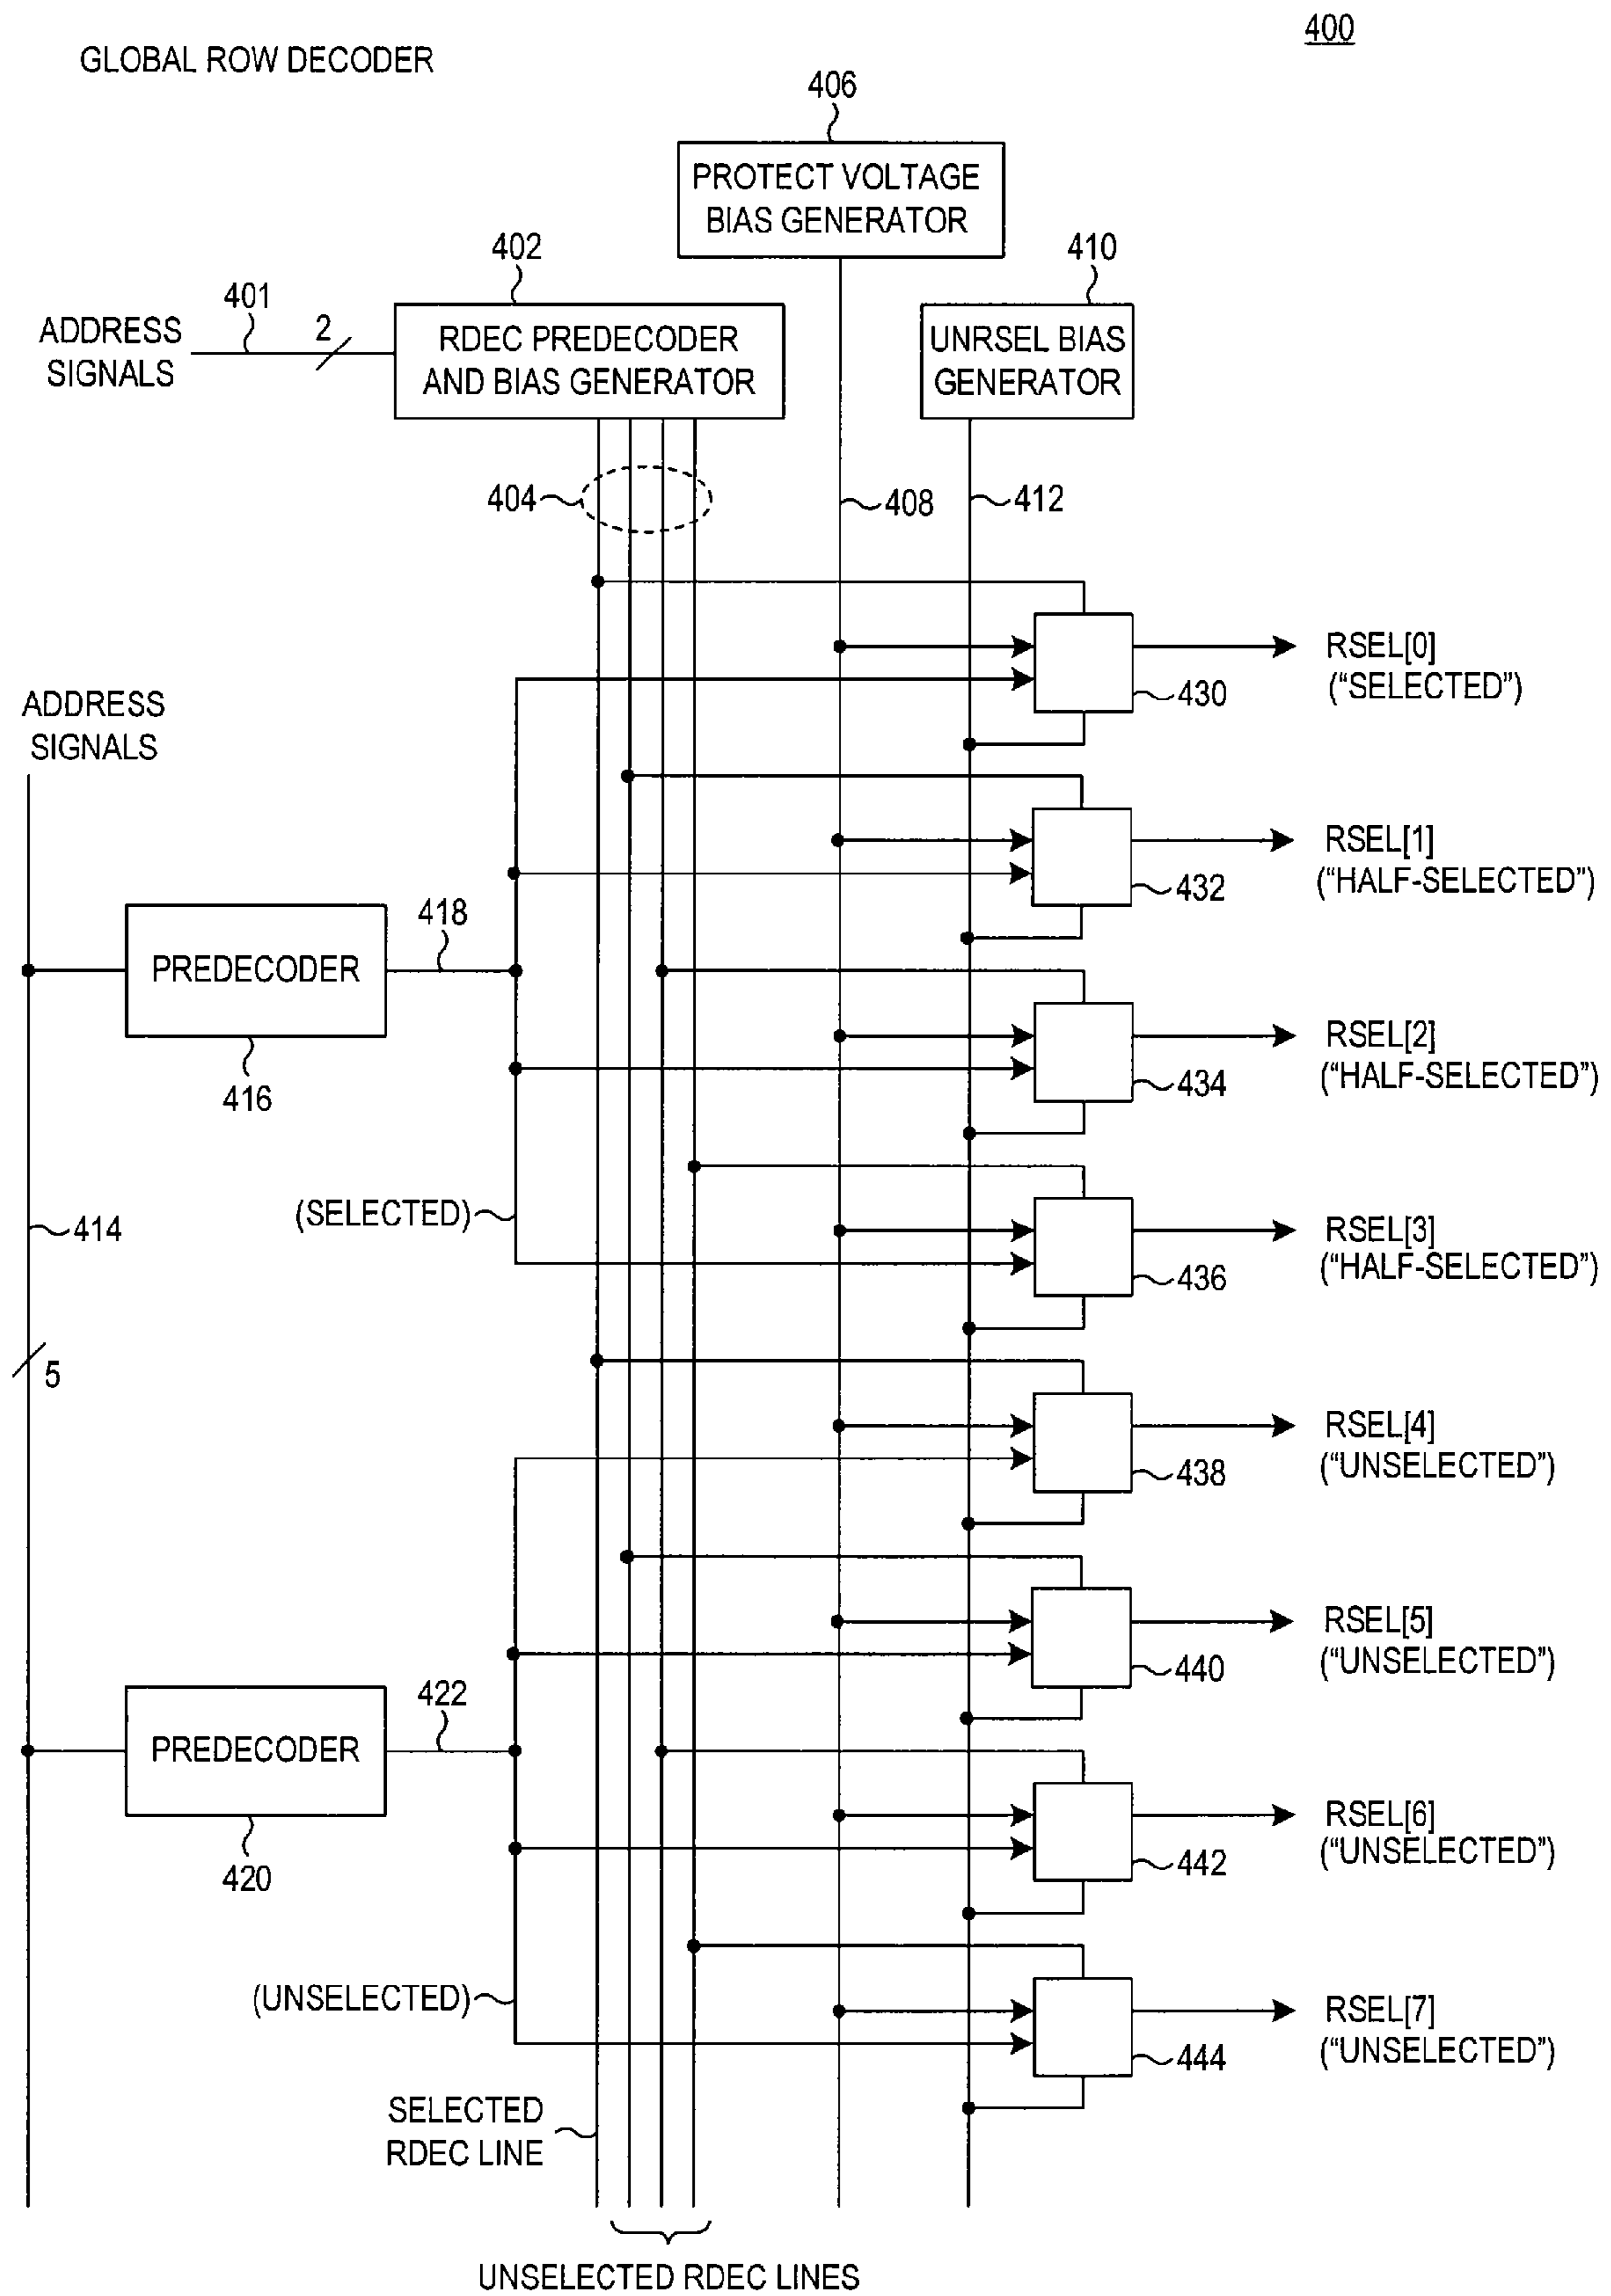 400
GLOBAL ROW DECODER
406
PROTECT VOLTAGE
BIAS GENERATOR
402
410
401
2
ADDRESS
SIGNALS
RDEC PREDECODER
AND BIAS GENERATOR
UNRSEL BIAS
GENERATOR
404
408
412
RSEL[0]
("SELECTED")
430
ADDRESS
SIGNALS
RSEL[1]
("HALF-SELECTED")
432
418
PREDECODER
416
RSEL[2]
("HALF-SELECTED")
434
(SELECTED)
414
RSEL[3]
("HALF-SELECTED")
436
5
RSEL[4]
("UNSELECTED")
438
RSEL[5]
("UNSELECTED")
440
422
PREDECODER
420
RSEL[6]
("UNSELECTED")
442
(UNSELECTED)
RSEL[7]
("UNSELECTED")
444
SELECTED
RDEC LINE
UNSELECTED RDEC LINES